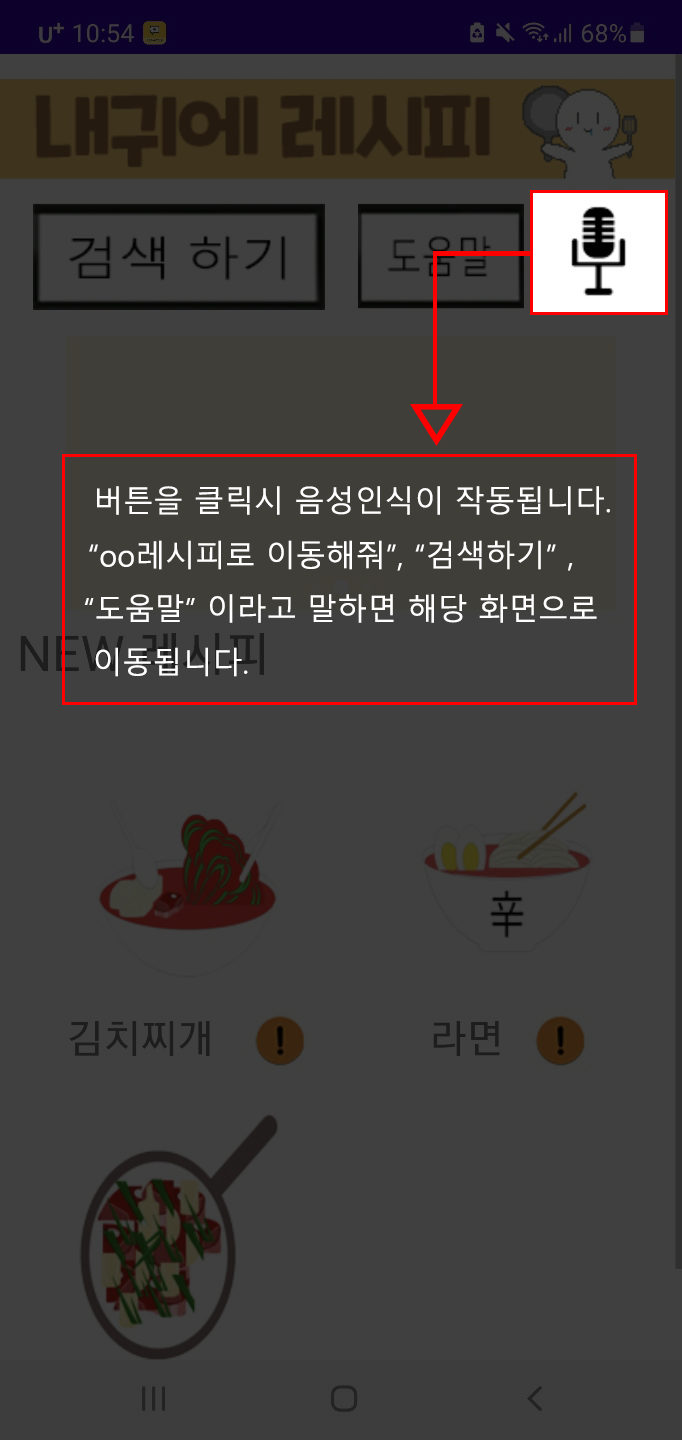 U+ 10:54 68%
내귀에 레시피
검색 하기 도움말
버튼을 클릭시 음성인식이 작동됩니다.
“oo레시피로 이동해줘”, “검색하기” ,
“도움말” 이라고 말하면 해당 화면으로
이동됩니다.
NEW 레시피
辛
김치찌개 ! 라면 !